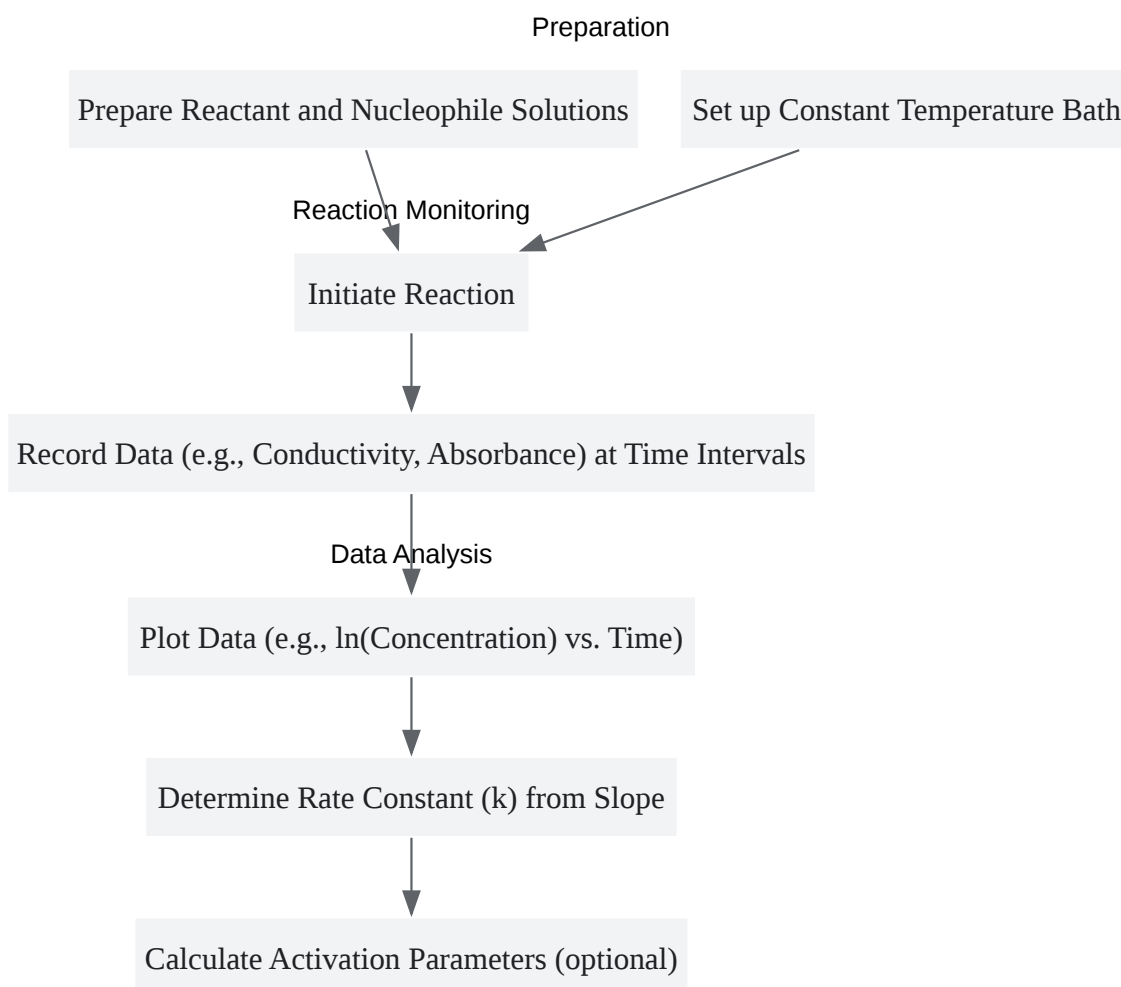 Preparation
Prepare Reactant and Nucleophile Solutions
Set up Constant Temperature Bath
Reaction Monitoring
Initiate Reaction
Record Data (e.g., Conductivity, Absorbance) at Time Intervals
Data Analysis
Plot Data (e.g., ln(Concentration) vs. Time)
Determine Rate Constant (k) from Slope
Calculate Activation Parameters (optional)